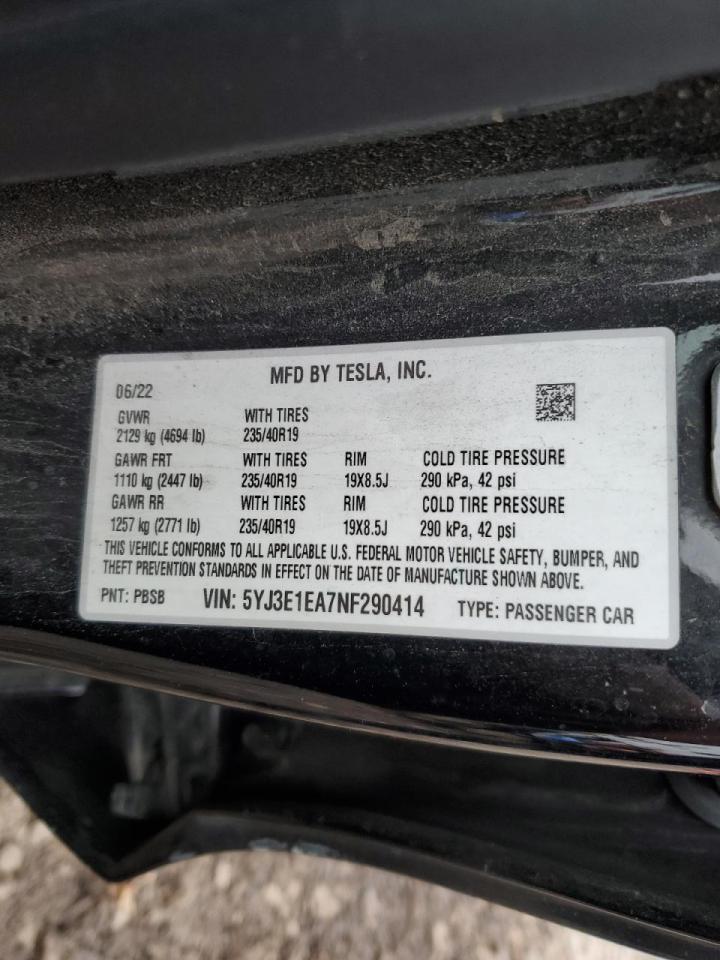 MFD BY TESLA, INC.
06/22
GVWR WITH TIRES
2129 kg (4694 lb) 235/40R19
GAWR FRT WITH TIRES RIM COLD TIRE PRESSURE
1110 kg (2447 lb) 235/40R19 19X8.5J 290 kPa, 42 psi
GAWR RR WITH TIRES RIM COLD TIRE PRESSURE
1257 kg (2771 lb) 235/40R19 19X8.5J 290 kPa, 42 psi
THIS VEHICLE CONFORMS TO ALL APPLICABLE U.S. FEDERAL MOTOR VEHICLE SAFETY, BUMPER, AND
THEFT PREVENTION STANDARDS IN EFFECT ON THE DATE OF MANUFACTURE SHOWN ABOVE.
PNT: PBSB VIN: 5YJ3E1EA7NF290414 TYPE: PASSENGER CAR